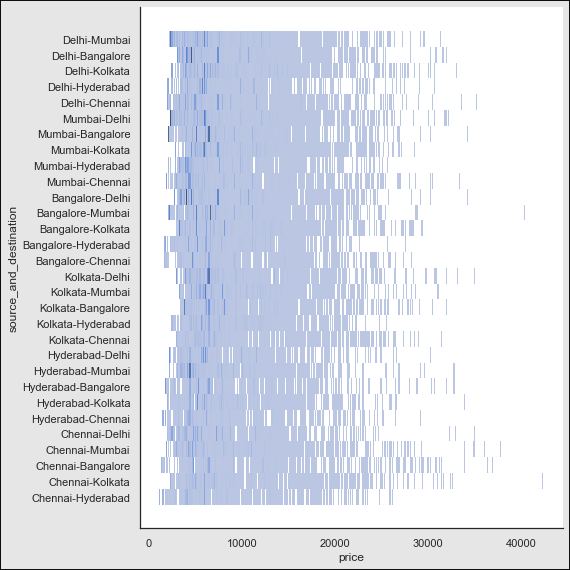 Delhi-Mumbai
Delhi-Bangalore
Delhi-Kolkata
Delhi-Hyderabad
Delhi-Chennai
Mumbai-Delhi
Mumbai-Bangalore
Mumbai-Kolkata
Mumbai-Hyderabad
Mumbai-Chennai
Bangalore-Delhi
Bangalore-Mumbai
Bangalore-Kolkata
Bangalore-Hyderabad
Bangalore-Chennai
Kolkata-Delhi
Kolkata-Mumbai
Kolkata-Bangalore
Kolkata-Hyderabad
Kolkata-Chennai
Hyderabad-Delhi
Hyderabad-Mumbai
Hyderabad-Bangalore
Hyderabad-Kolkata
Hyderabad-Chennai
Chennai-Delhi
Chennai-Mumbai
Chennai-Bangalore
Chennai-Kolkata
Chennai-Hyderabad
source_and_destination
0 10000 20000 30000 40000
price